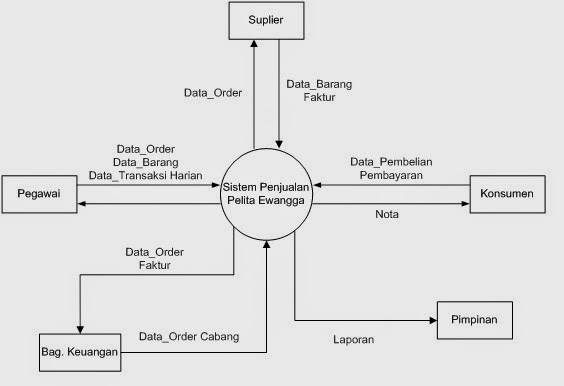 Suplier
Data_Order
Data_Barang
Faktur
Data_Order
Data_Barang
Data_Transaksi Harian
Pegawai
Sistem Penjualan
Pelita Ewangga
Data_Pembelian
Pembayaran
Konsumen
Nota
Data_Order
Faktur
Bag. Keuangan
Data_Order Cabang
Laporan
Pimpinan